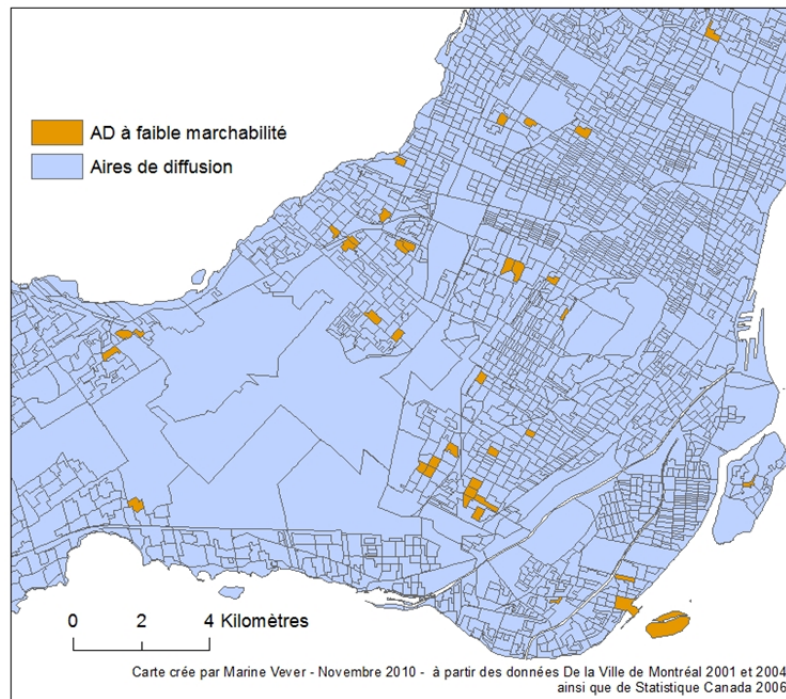 AD à faible marchabilité
Aires de diffusion
0 2 4 Kilomètres
Carte crée par Marine Vever - Novembre 2010 - à partir des données De la Ville de Montréal 2001 et 2004
ainsi que de Statistique Canada 2006